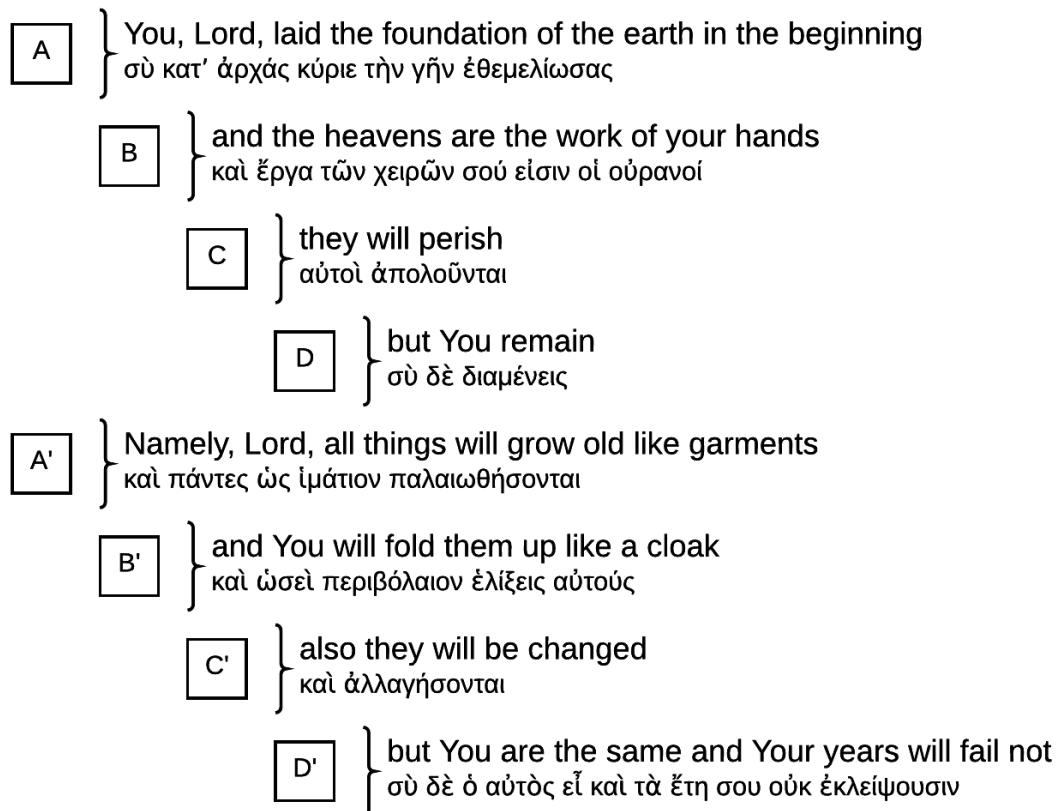 A
You, Lord, laid the foundation of the earth in the beginning
σὺ κατ’ ἀρχάς κύριε τὴν γῆν ἐθεμελίωσας
B
and the heavens are the work of your hands
καὶ ἔργα τῶν χειρῶν σού εἰσιν οἱ οὐρανοί
C
they will perish
αὐτοὶ ἀπολοῦνται
D
but You remain
σὺ δὲ διαμένεις
A'
Namely, Lord, all things will grow old like garments
καὶ πάντες ὡς ἱμάτιον παλαιωθήσονται
B'
and You will fold them up like a cloak
καὶ ὡσεὶ περιβόλαιον ἑλίξεις αὐτούς
C'
also they will be changed
καὶ ἀλλαγήσονται
D'
but You are the same and Your years will fail not
σὺ δὲ ὁ αὐτὸς εἶ καὶ τὰ ἔτη σου οὐκ ἐκλείψουσιν